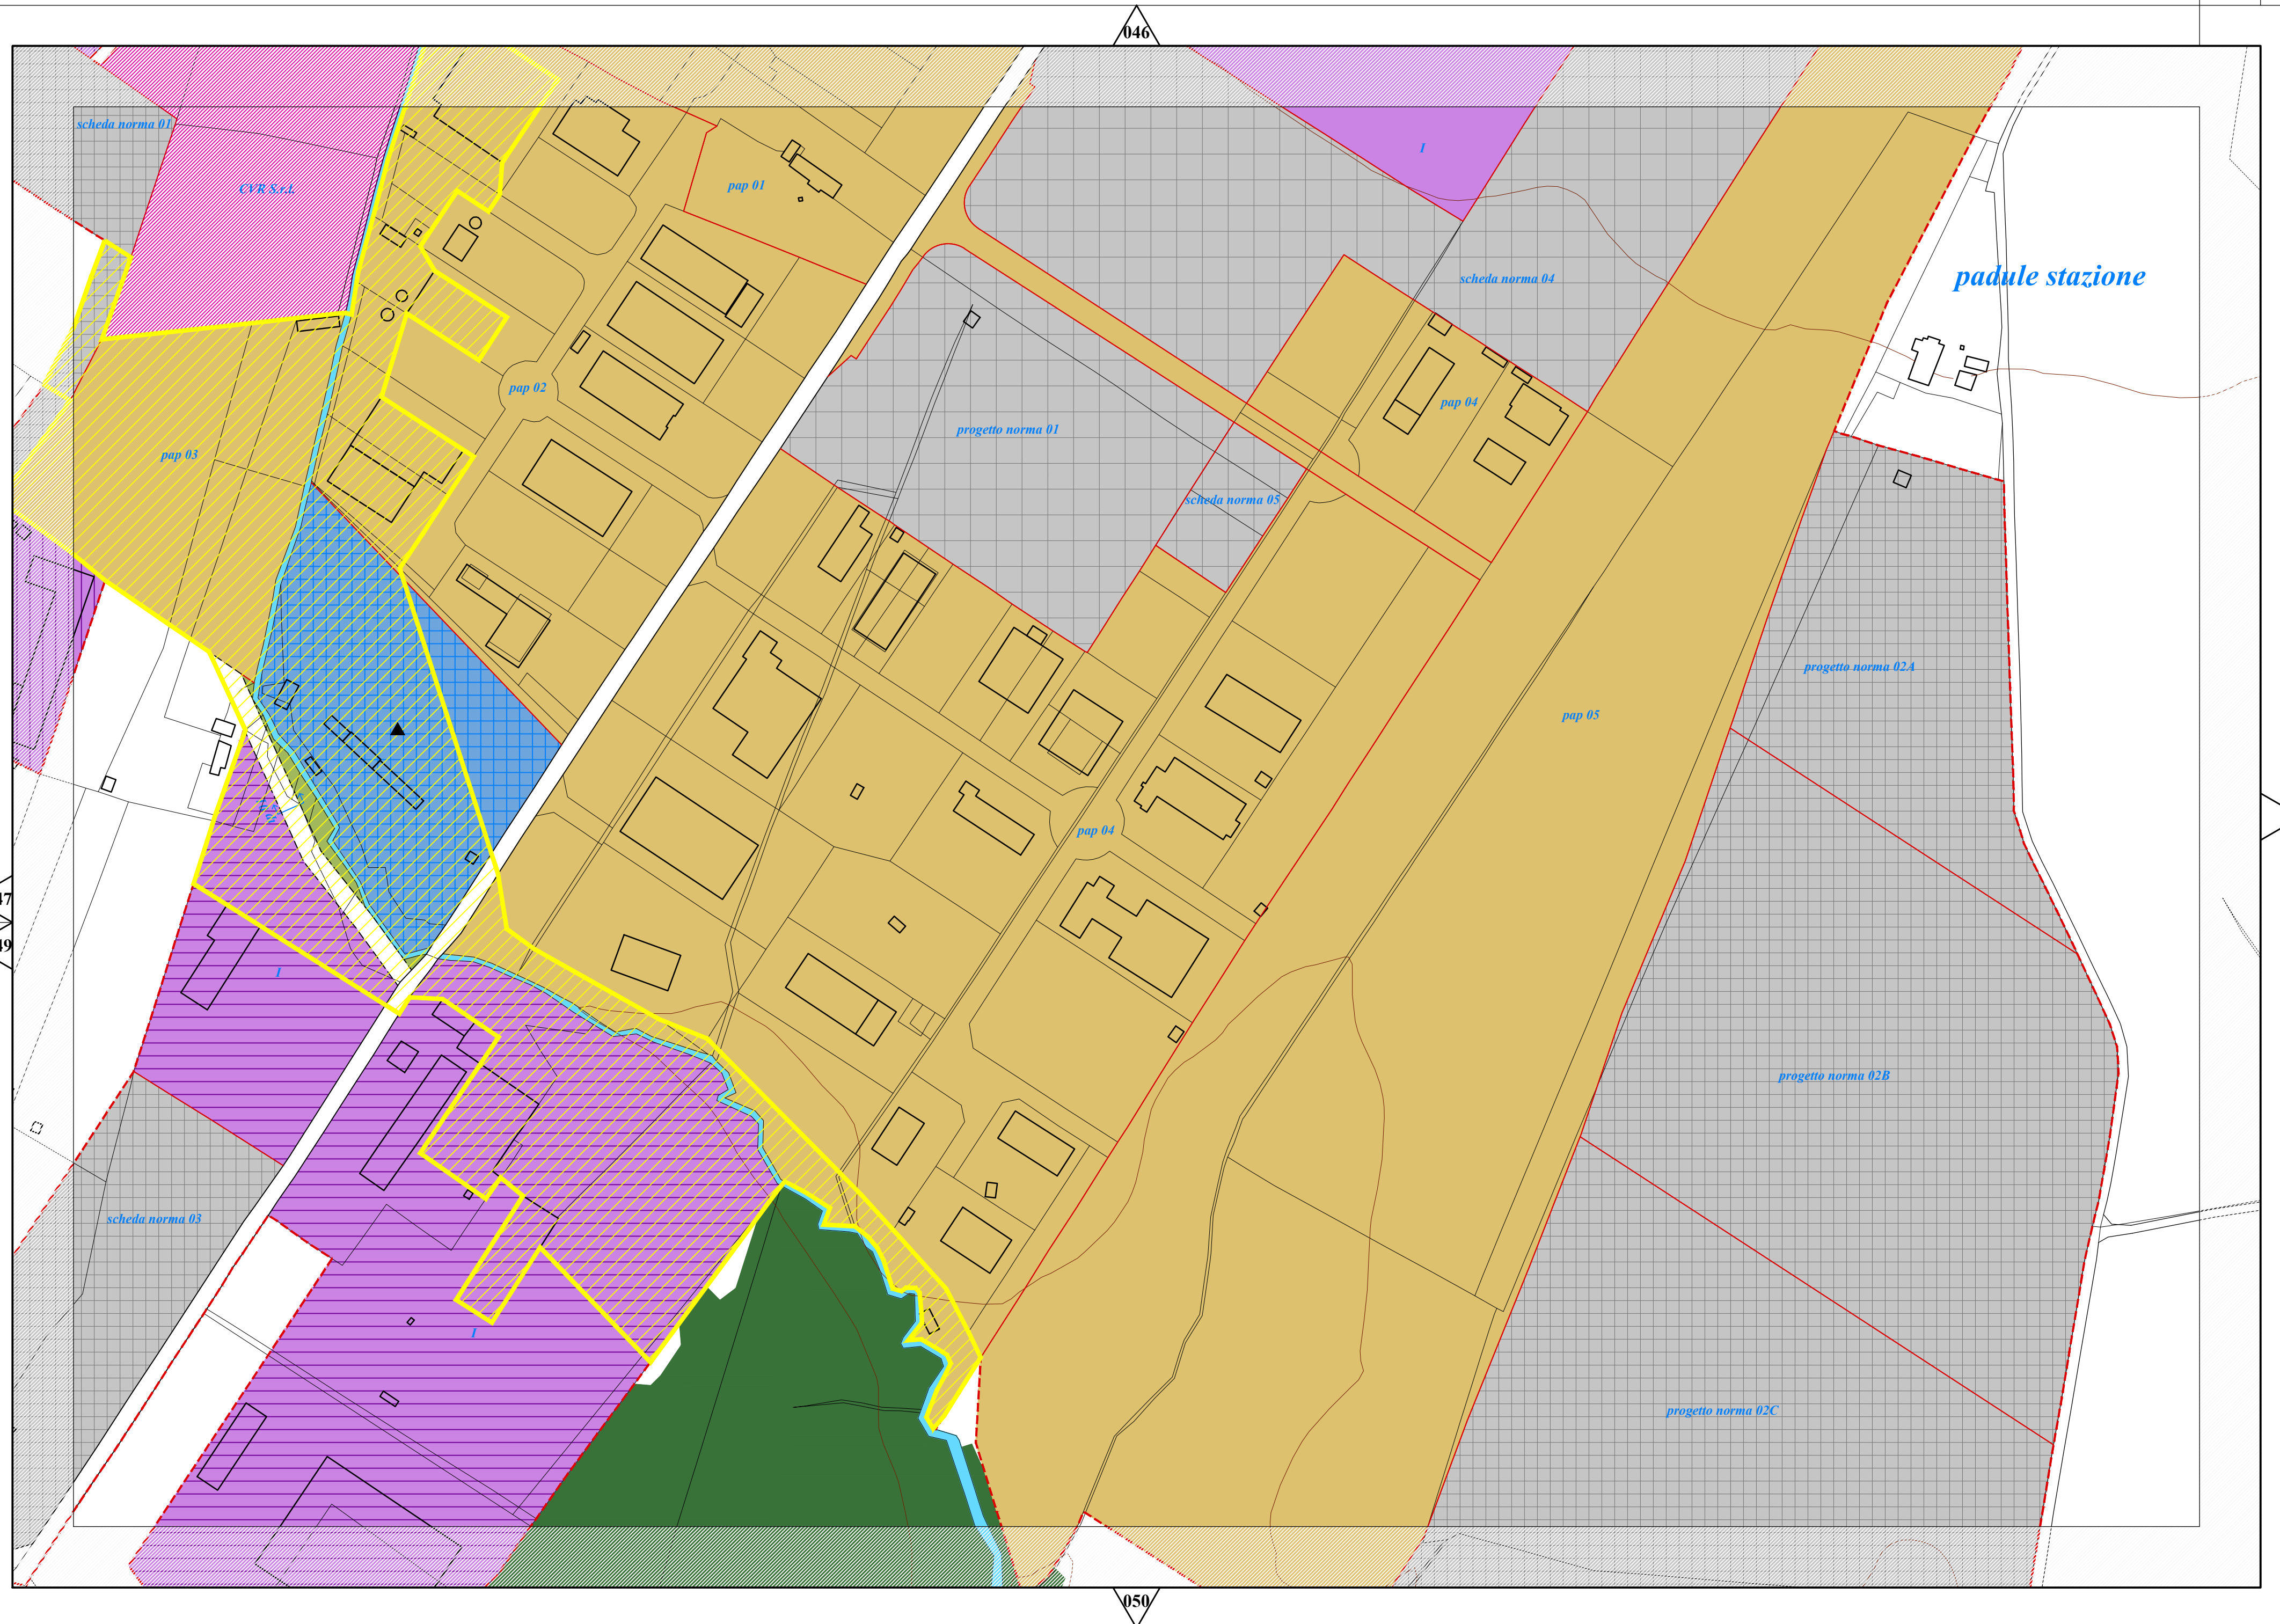 046
scheda norma 01
I
CVR S.r.l.
pap 01
scheda norma 04
padule stazione
pap 02
pap 04
progetto norma 01
pap 03
scheda norma 05
progetto norma 02A
pap 05
pap 04
47
49
I
progetto norma 02B
scheda norma 03
I
progetto norma 02C
050